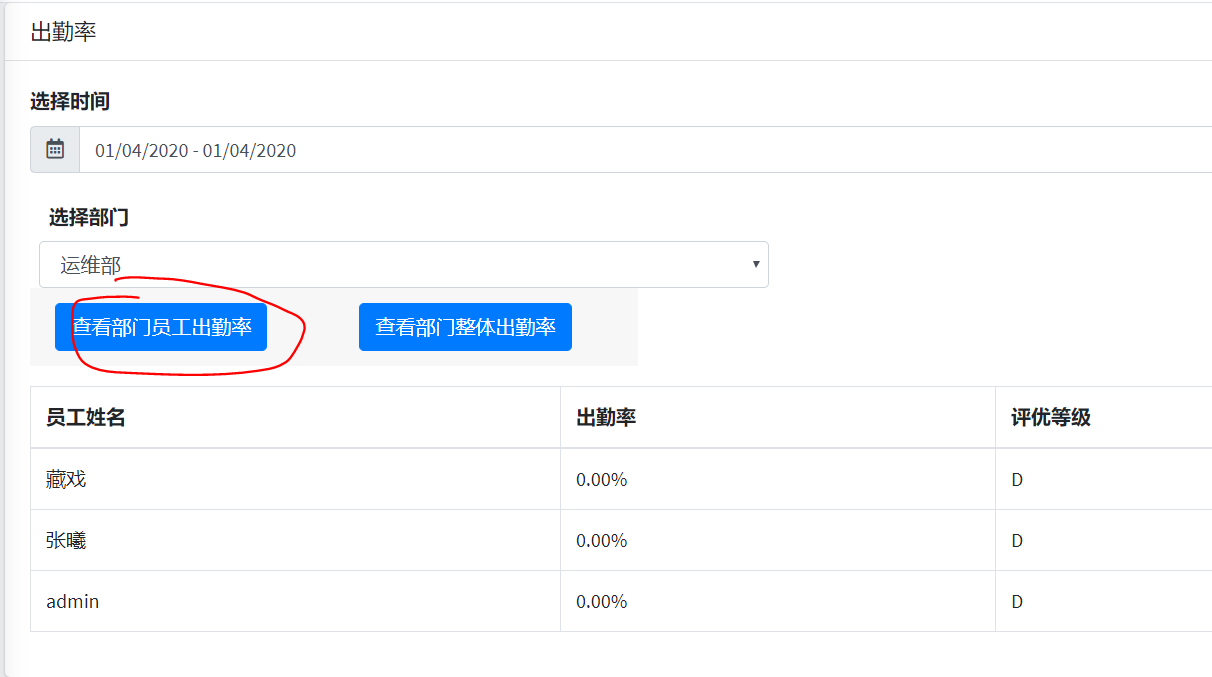 出勤率
选择时间
01/04/2020 - 01/04/2020
选择部门
运维部
查看部门员工出勤率 查看部门整体出勤率
员工姓名 出勤率 评优等级
藏戏 0.00% D
张曦 0.00% D
admin 0.00% D